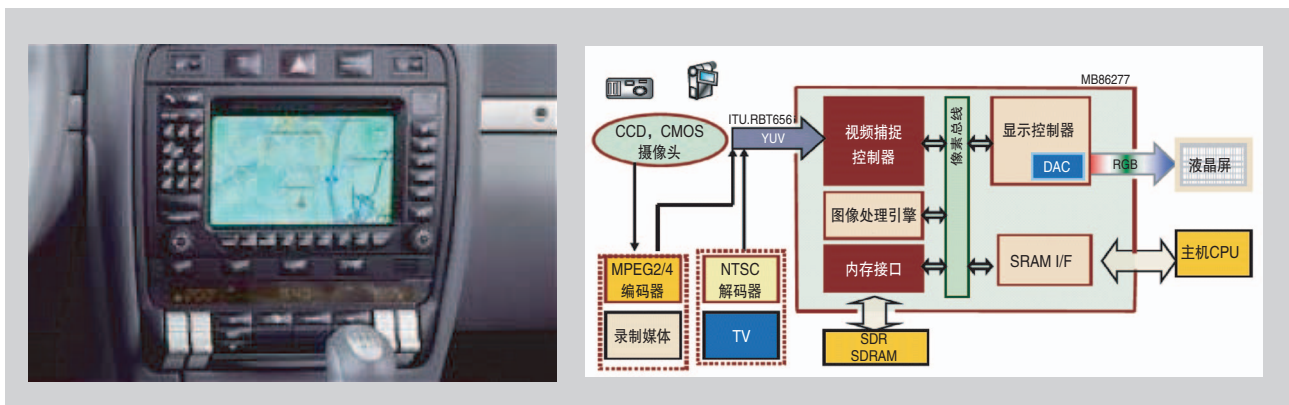 MB86277
ITU.RBT656
CCD，CMOS
摄像头
YUV
视频捕捉
控制器
像素总线
显示控制器
DAC
RGB
液晶屏
图像处理引擎
MPEG2/4
编码器
NTSC
解码器
内存接口
SRAM I/F
主机CPU
录制媒体
TV
SDR
SDRAM